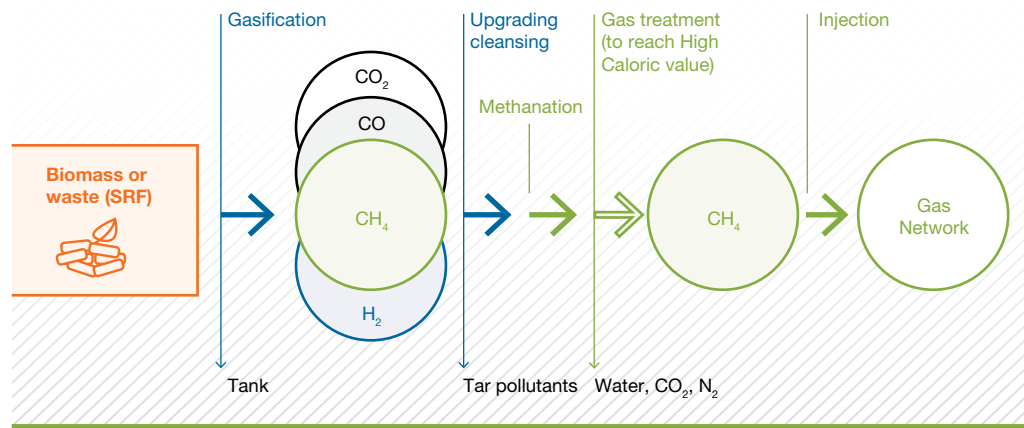 Gasification
Upgrading
cleansing
Gas treatment
(to reach High
Caloric value)
Injection
Methanation
Biomass or
waste (SRF)
CO₂
CO
CH₄
H₂
CH₄
Gas
Network
Tank
Tar pollutants
Water, CO₂, N₂